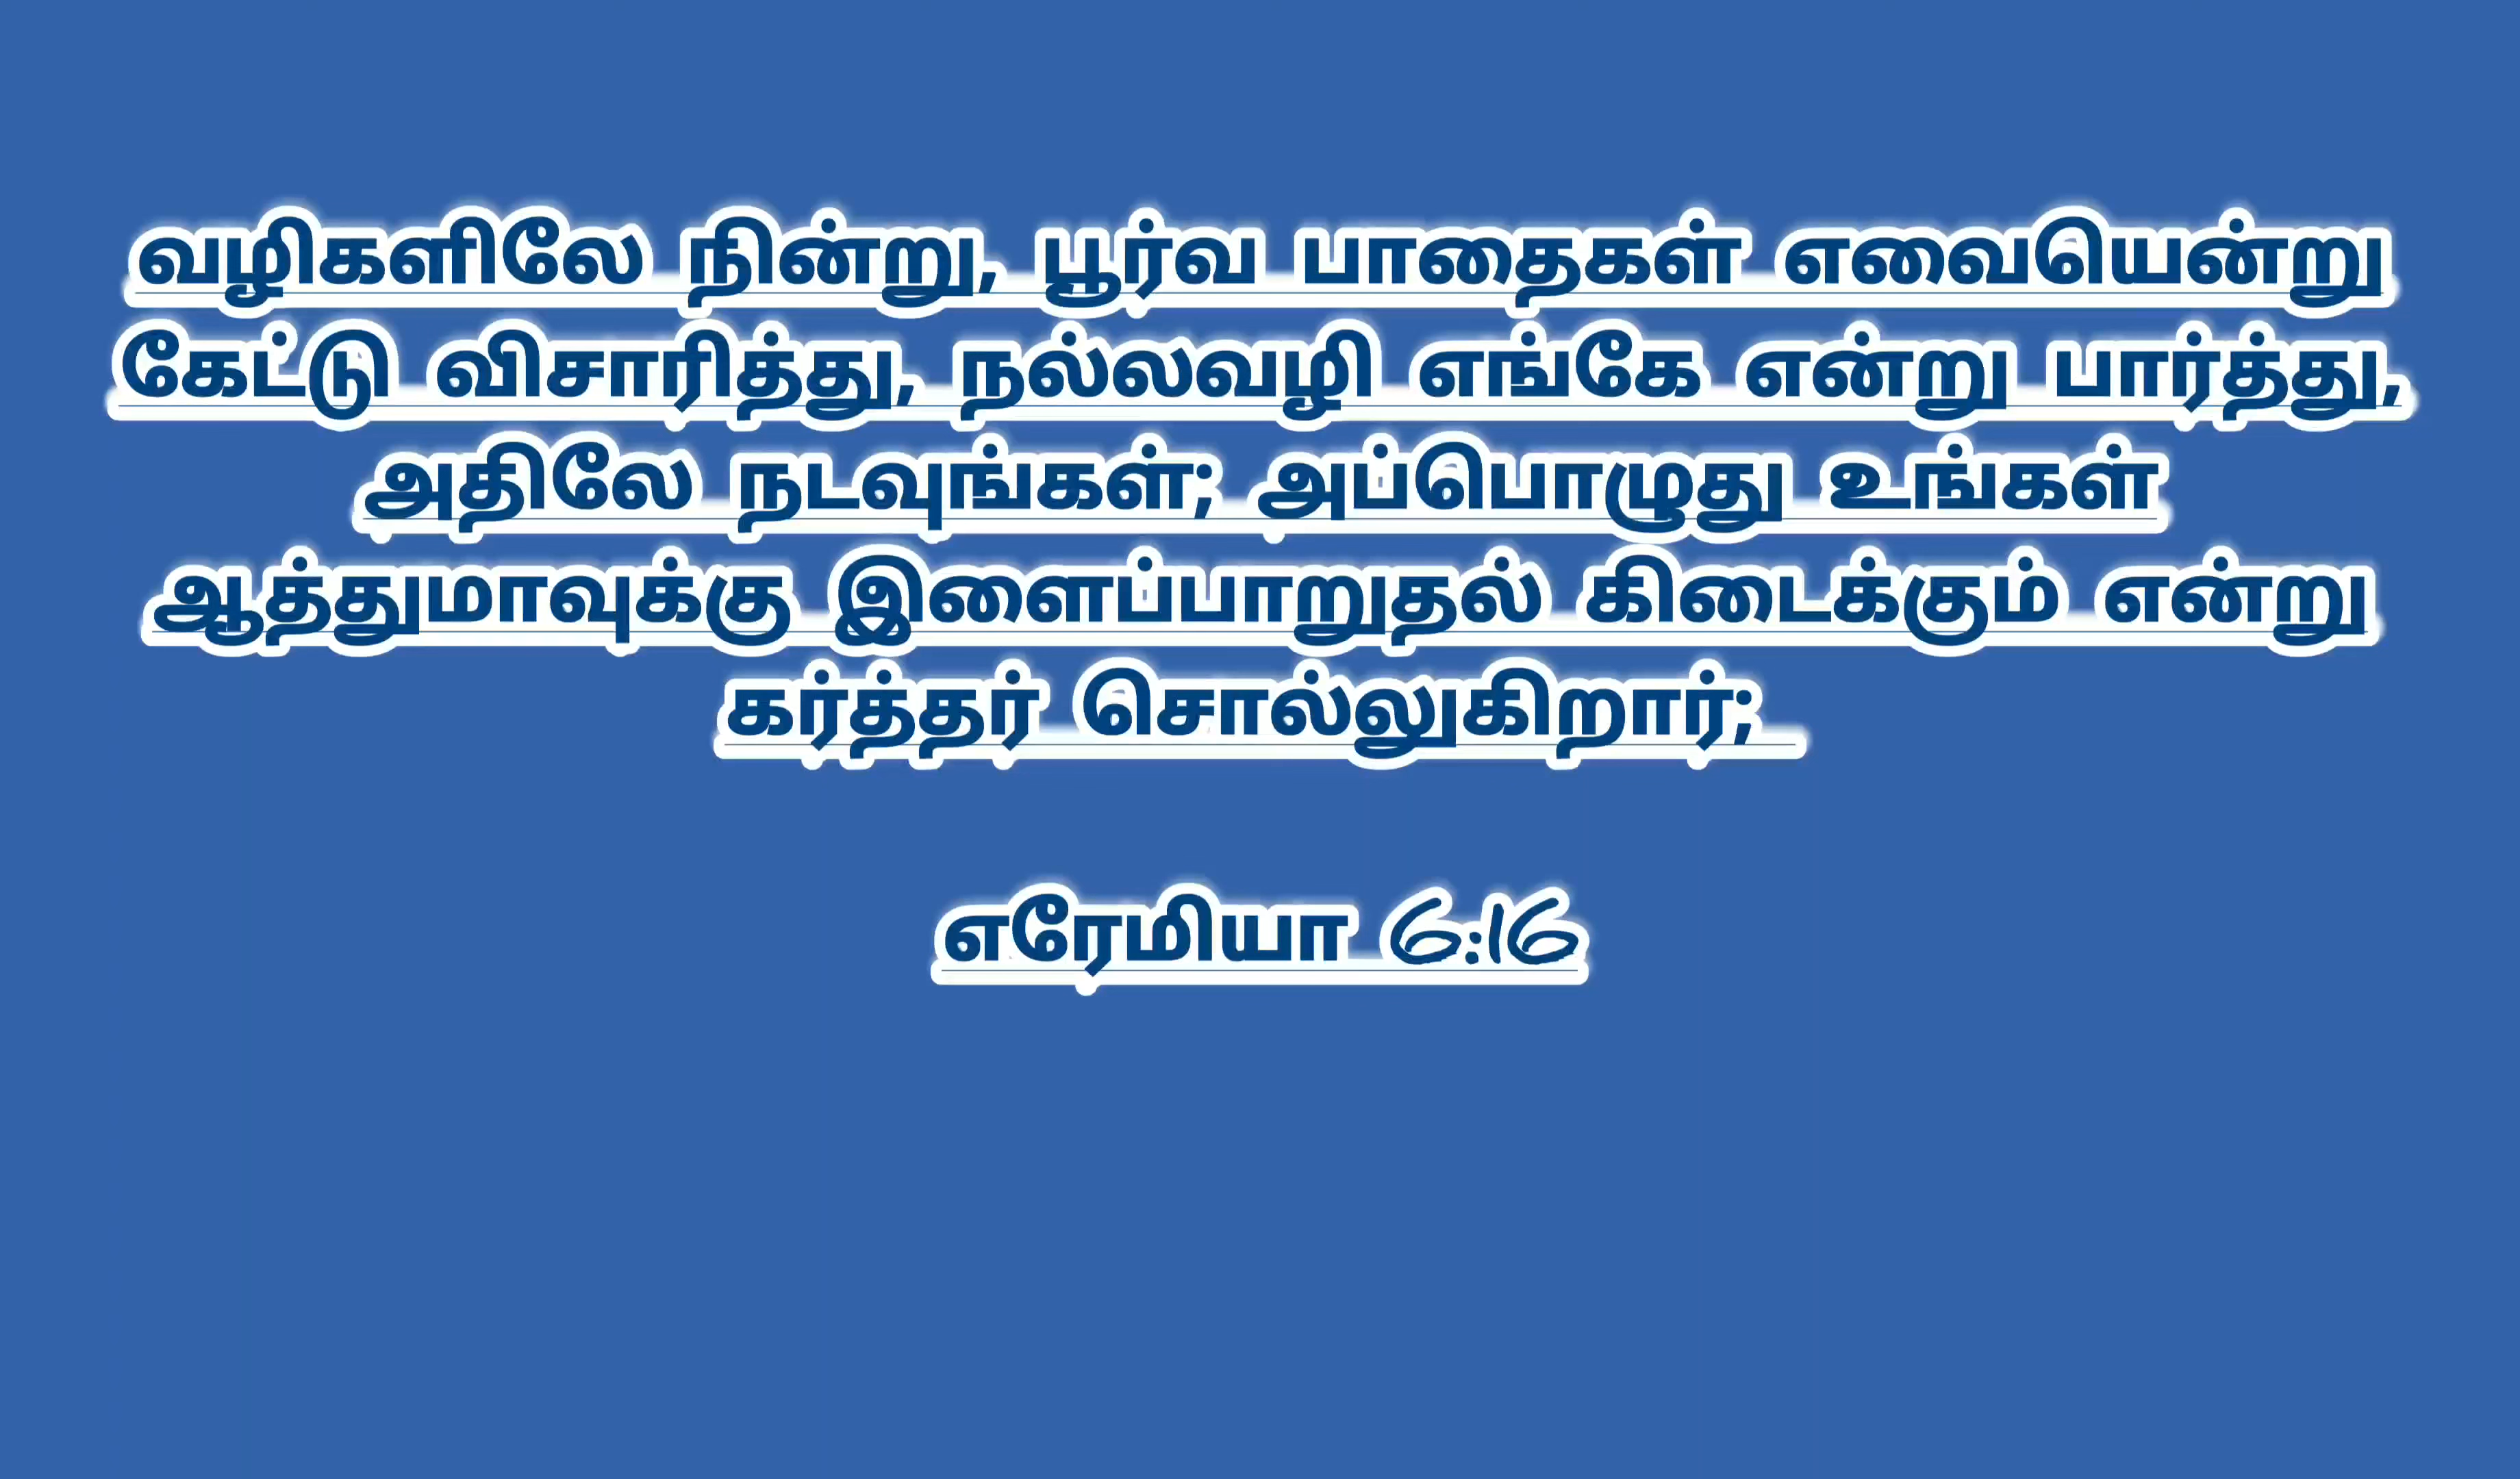 வழிகளிலே நின்று, பூர்வ பாதைகள் எவையென்று
கேட்டு விசாரித்து, நல்லவழி எங்கே என்று பார்த்து,
அதிலே நடவுங்கள்; அப்பொழுது உங்கள்
ஆத்துமாவுக்கு இளைப்பாறுதல் கிடைக்கும் என்று
கர்த்தர் சொல்லுகிறார்;
எரேமியா 6:16